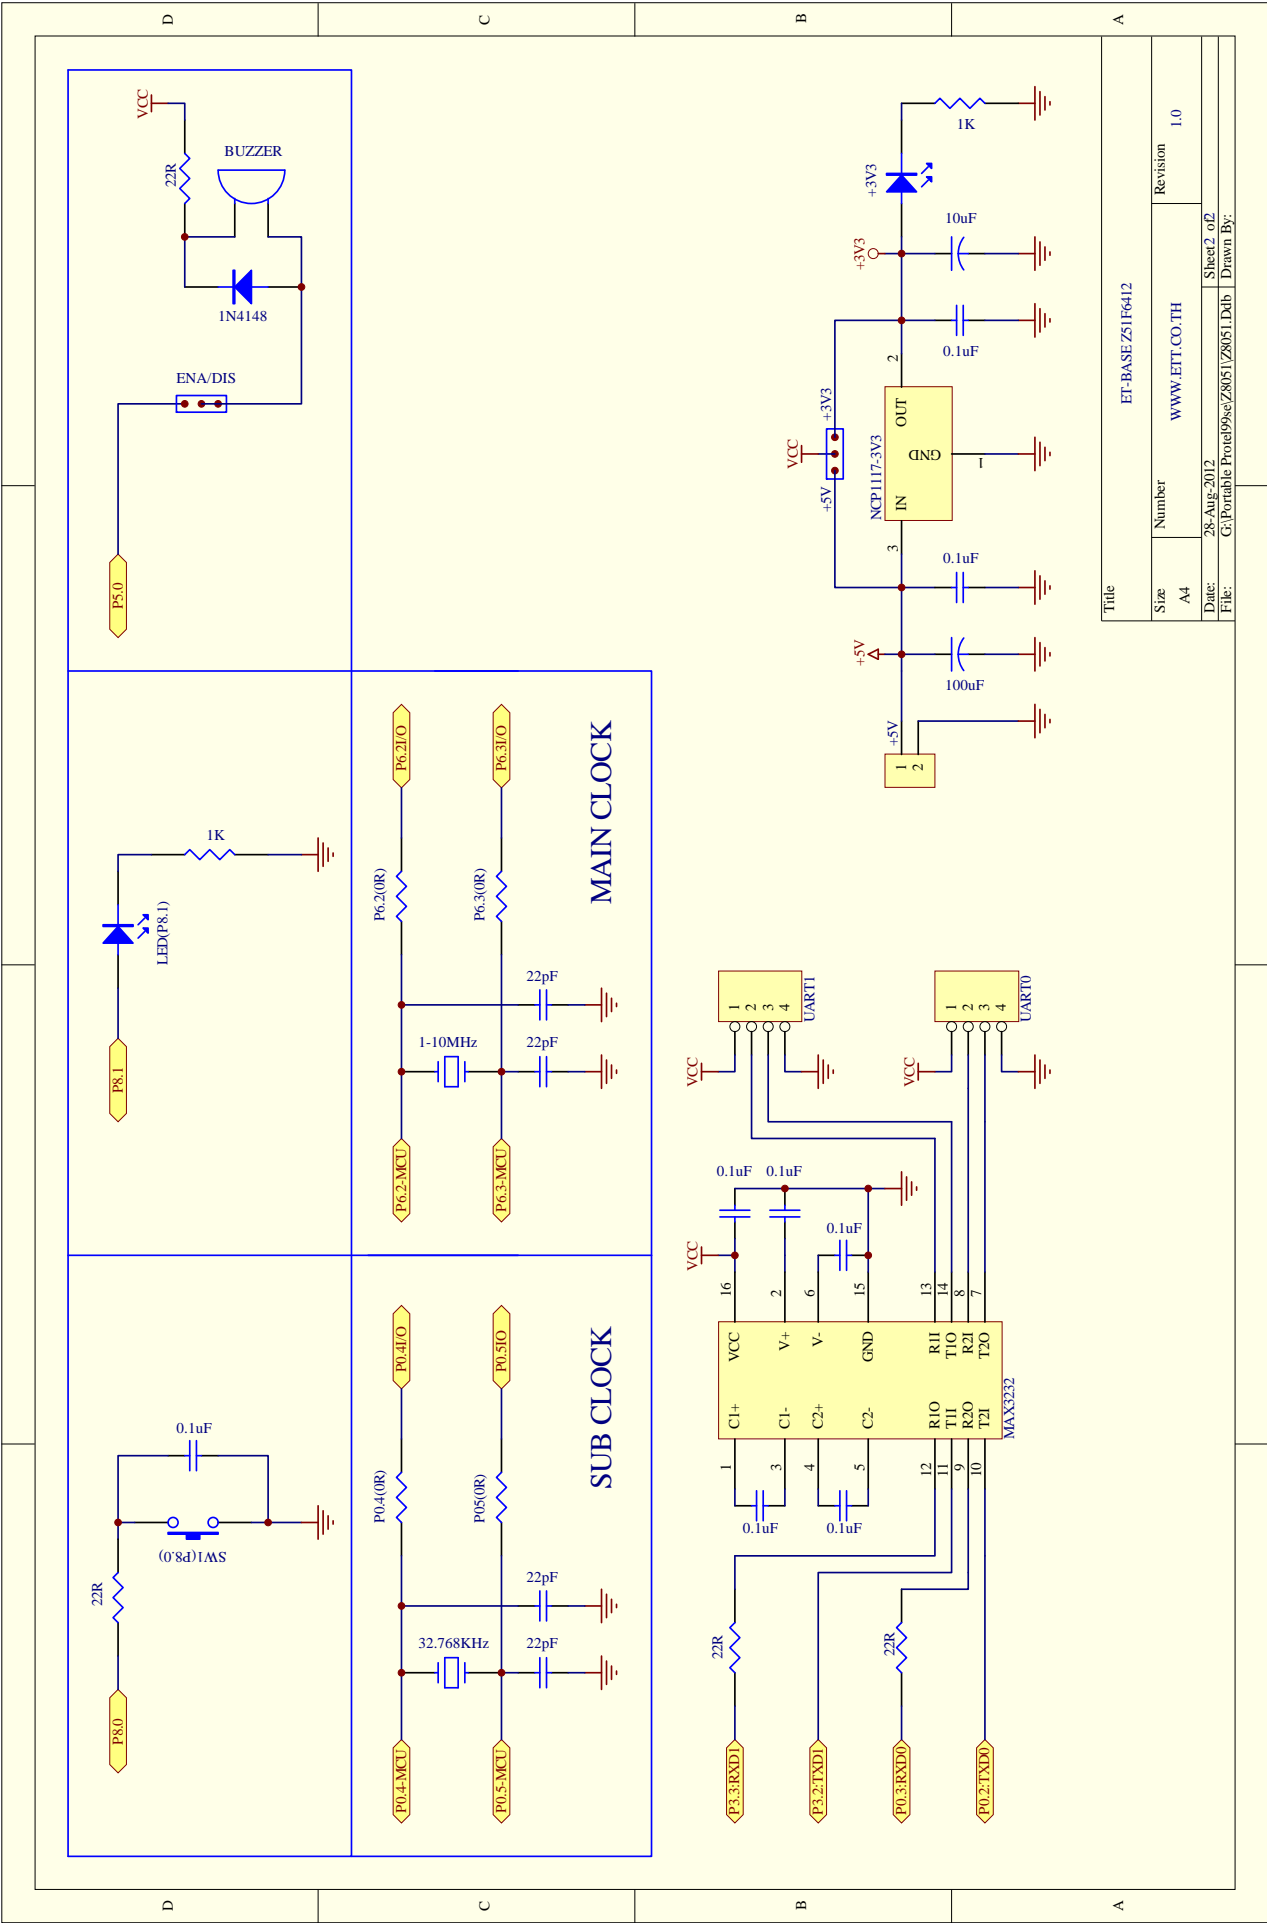 D
C
B
A
P8.0
22R
SW1(P8.0)
0.1uF
P8.1
LED(P8.1)
1K
P5.0
ENA/DIS
1N4148
22R
BUZZER
VCC
P0.4-MCU
P0.5-MCU
32.768KHz
22pF
22pF
P0.4(0R)
P05(0R)
P0.4I/O
P0.5IO
SUB CLOCK
P6.2-MCU
P6.3-MCU
1-10MHz
22pF
22pF
P6.2(0R)
P6.3(0R)
P6.2I/O
P6.3I/O
MAIN CLOCK
P3.3:RXD1
P3.2:TXD1
P0.3:RXD0
P0.2:TXD0
22R
22R
0.1uF
0.1uF
1
3
4
5
12
11
9
10
C1+
C1-
C2+
C2-
R1O
T1I
R2O
T2I
VCC
V+
V-
GND
R1I
T1O
R2I
T2O
MAX3232
16
2
6
15
13
14
8
7
VCC
0.1uF
0.1uF
0.1uF
VCC
1
2
3
4
UART1
VCC
1
2
3
4
UART0
1
2
+5V
+5V
100uF
0.1uF
3
IN
GND
OUT
NCP1117-3V3
1
2
+5V
VCC
+3V3
0.1uF
+3V3
10uF
+3V3
1K
Title
ET-BASE Z51F6412
Size
Number
Revision
A4
WWW.ETT.CO.TH
1.0
Date:
28-Aug-2012
Sheet2 of2
File:
G:\Portable Protel99se\Z8051\Z8051.Ddb
Drawn By:
D
C
B
A